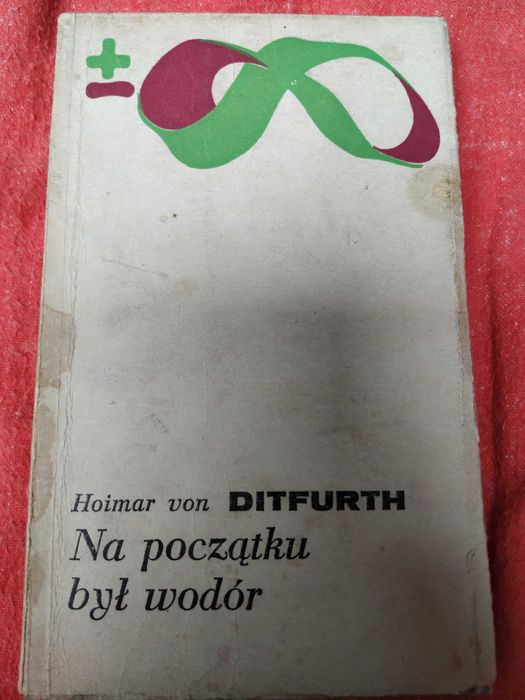 ±
Hoimar von DITFURTH
Na początku
był wodór